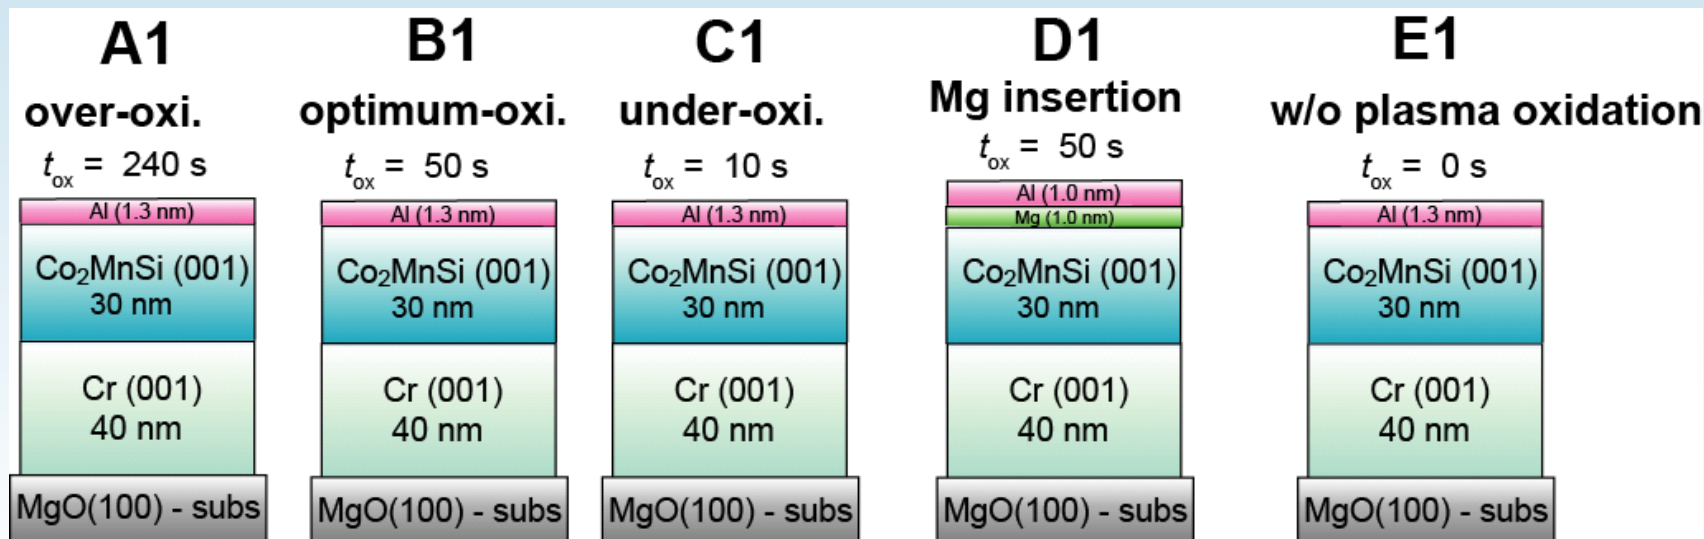 A1
over-oxi.
tox = 240 s
Al (1.3 nm)
Co2MnSi (001)
30 nm
Cr (001)
40 nm
MgO(100) - subs
B1
optimum-oxi.
tox = 50 s
Al (1.3 nm)
Co2MnSi (001)
30 nm
Cr (001)
40 nm
MgO(100) - subs
C1
under-oxi.
tox = 10 s
Al (1.3 nm)
Co2MnSi (001)
30 nm
Cr (001)
40 nm
MgO(100) - subs
D1
Mg insertion
tox = 50 s
Al (1.0 nm)
Mg (1.0 nm)
Co2MnSi (001)
30 nm
Cr (001)
40 nm
MgO(100) - subs
E1
w/o plasma oxidation
tox = 0 s
Al (1.3 nm)
Co2MnSi (001)
30 nm
Cr (001)
40 nm
MgO(100) - subs